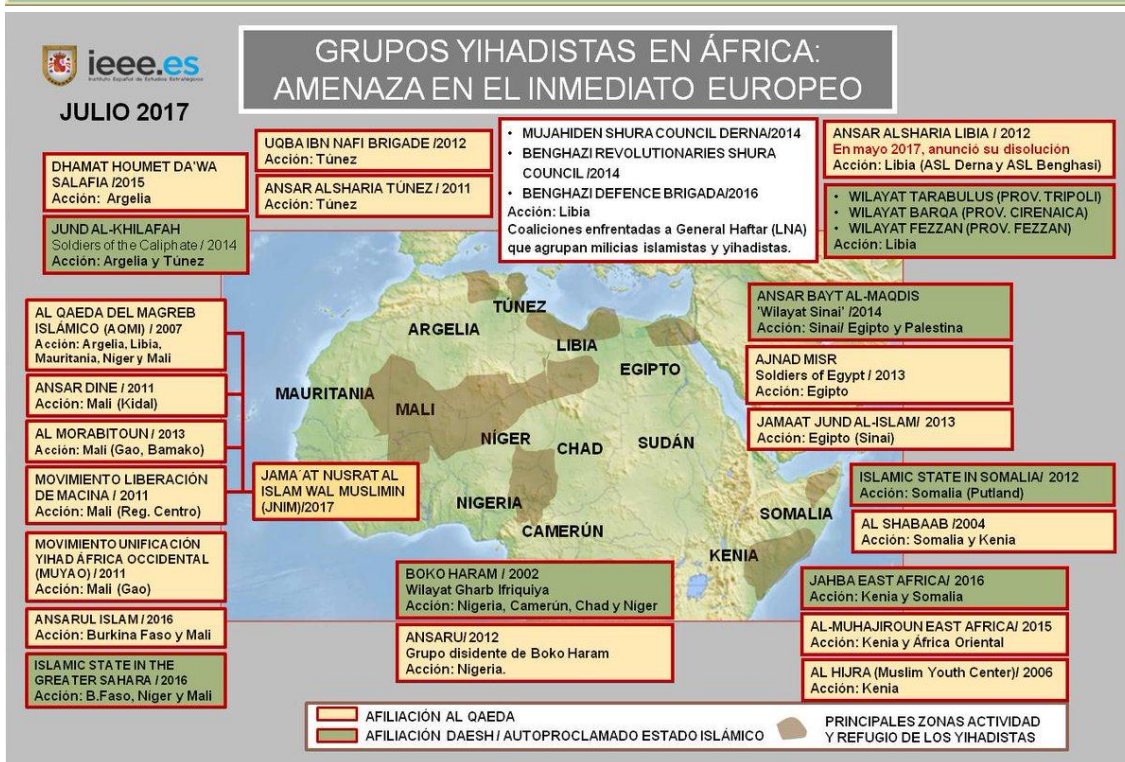 ieee.es
Instituto Español de Estudios Estratégicos
JULIO 2017
GRUPOS YIHADISTAS EN ÁFRICA:
AMENAZA EN EL INMEDIATO EUROPEO
DHAMAT HOUMET DA'WA
SALAFIA /2015
Acción: Argelia
JUND AL-KHILAFAH
Soldiers of the Caliphate / 2014
Acción: Argelia y Túnez
UQBA IBN NAFI BRIGADE /2012
Acción: Túnez
ANSAR ALSHARIA TÚNEZ / 2011
Acción: Túnez
• MUJAHIDEN SHURA COUNCIL DERNA/2014
• BENGHAZI REVOLUTIONARIES SHURA
COUNCIL /2014
• BENGHAZI DEFENCE BRIGADA/2016
Acción: Libia
Coaliciones enfrentadas a General Haftar (LNA)
que agrupan milicias islamistas y yihadistas.
ANSAR ALSHARIA LIBIA / 2012
En mayo 2017, anunció su disolución
Acción: Libia (ASL Derna y ASL Benghasi)
• WILAYAT TARABULUS (PROV. TRIPOLI)
• WILAYAT BARQA (PROV. CIRENAICA)
• WILAYAT FEZZAN (PROV. FEZZAN)
Acción: Libia
AL QAEDA DEL MAGREB
ISLÁMICO (AQMI) / 2007
Acción: Argelia, Libia,
Mauritania, Níger y Mali
ANSAR DINE / 2011
Acción: Mali (Kidal)
AL MORABITOUN / 2013
Acción: Mali (Gao, Bamako)
MOVIMIENTO LIBERACIÓN
DE MACINA / 2011
Acción: Mali (Reg. Centro)
MOVIMIENTO UNIFICACIÓN
YIHAD ÁFRICA OCCIDENTAL
(MUYAO) / 2011
Acción: Mali (Gao)
ANSARUL ISLAM / 2016
Acción: Burkina Faso y Mali
ISLAMIC STATE IN THE
GREATER SAHARA / 2016
Acción: B.Faso, Niger y Mali
JAMA´AT NUSRAT AL
ISLAM WAL MUSLIMIN
(JNIM)/2017
TÚNEZ
ARGELIA
LIBIA
EGIPTO
MAURITANIA
MALI
NÍGER
CHAD
SUDÁN
NIGERIA
CAMERÚN
SOMALIA
KENIA
ANSAR BAYT AL-MAQDIS
'Wilayat Sinai' /2014
Acción: Sinaí/ Egipto y Palestina
AJNAD MISR
Soldiers of Egypt / 2013
Acción: Egipto
JAMAAT JUND AL-ISLAM/ 2013
Acción: Egipto (Sinaí)
ISLAMIC STATE IN SOMALIA/ 2012
Acción: Somalia (Putland)
AL SHABAAB /2004
Acción: Somalia y Kenia
JAHBA EAST AFRICA/ 2016
Acción: Kenia y Somalia
AL-MUHAJIROUN EAST AFRICA/ 2015
Acción: Kenia y África Oriental
AL HIJRA (Muslim Youth Center)/ 2006
Acción: Kenia
BOKO HARAM / 2002
Wilayat Gharb Ifriquiya
Acción: Nigeria, Camerún, Chad y Níger
ANSARU/ 2012
Grupo disidente de Boko Haram
Acción: Nigeria.
AFILIACIÓN AL QAEDA
AFILIACIÓN DAESH / AUTOPROCLAMADO ESTADO ISLÁMICO
PRINCIPALES ZONAS ACTIVIDAD
Y REFUGIO DE LOS YIHADISTAS